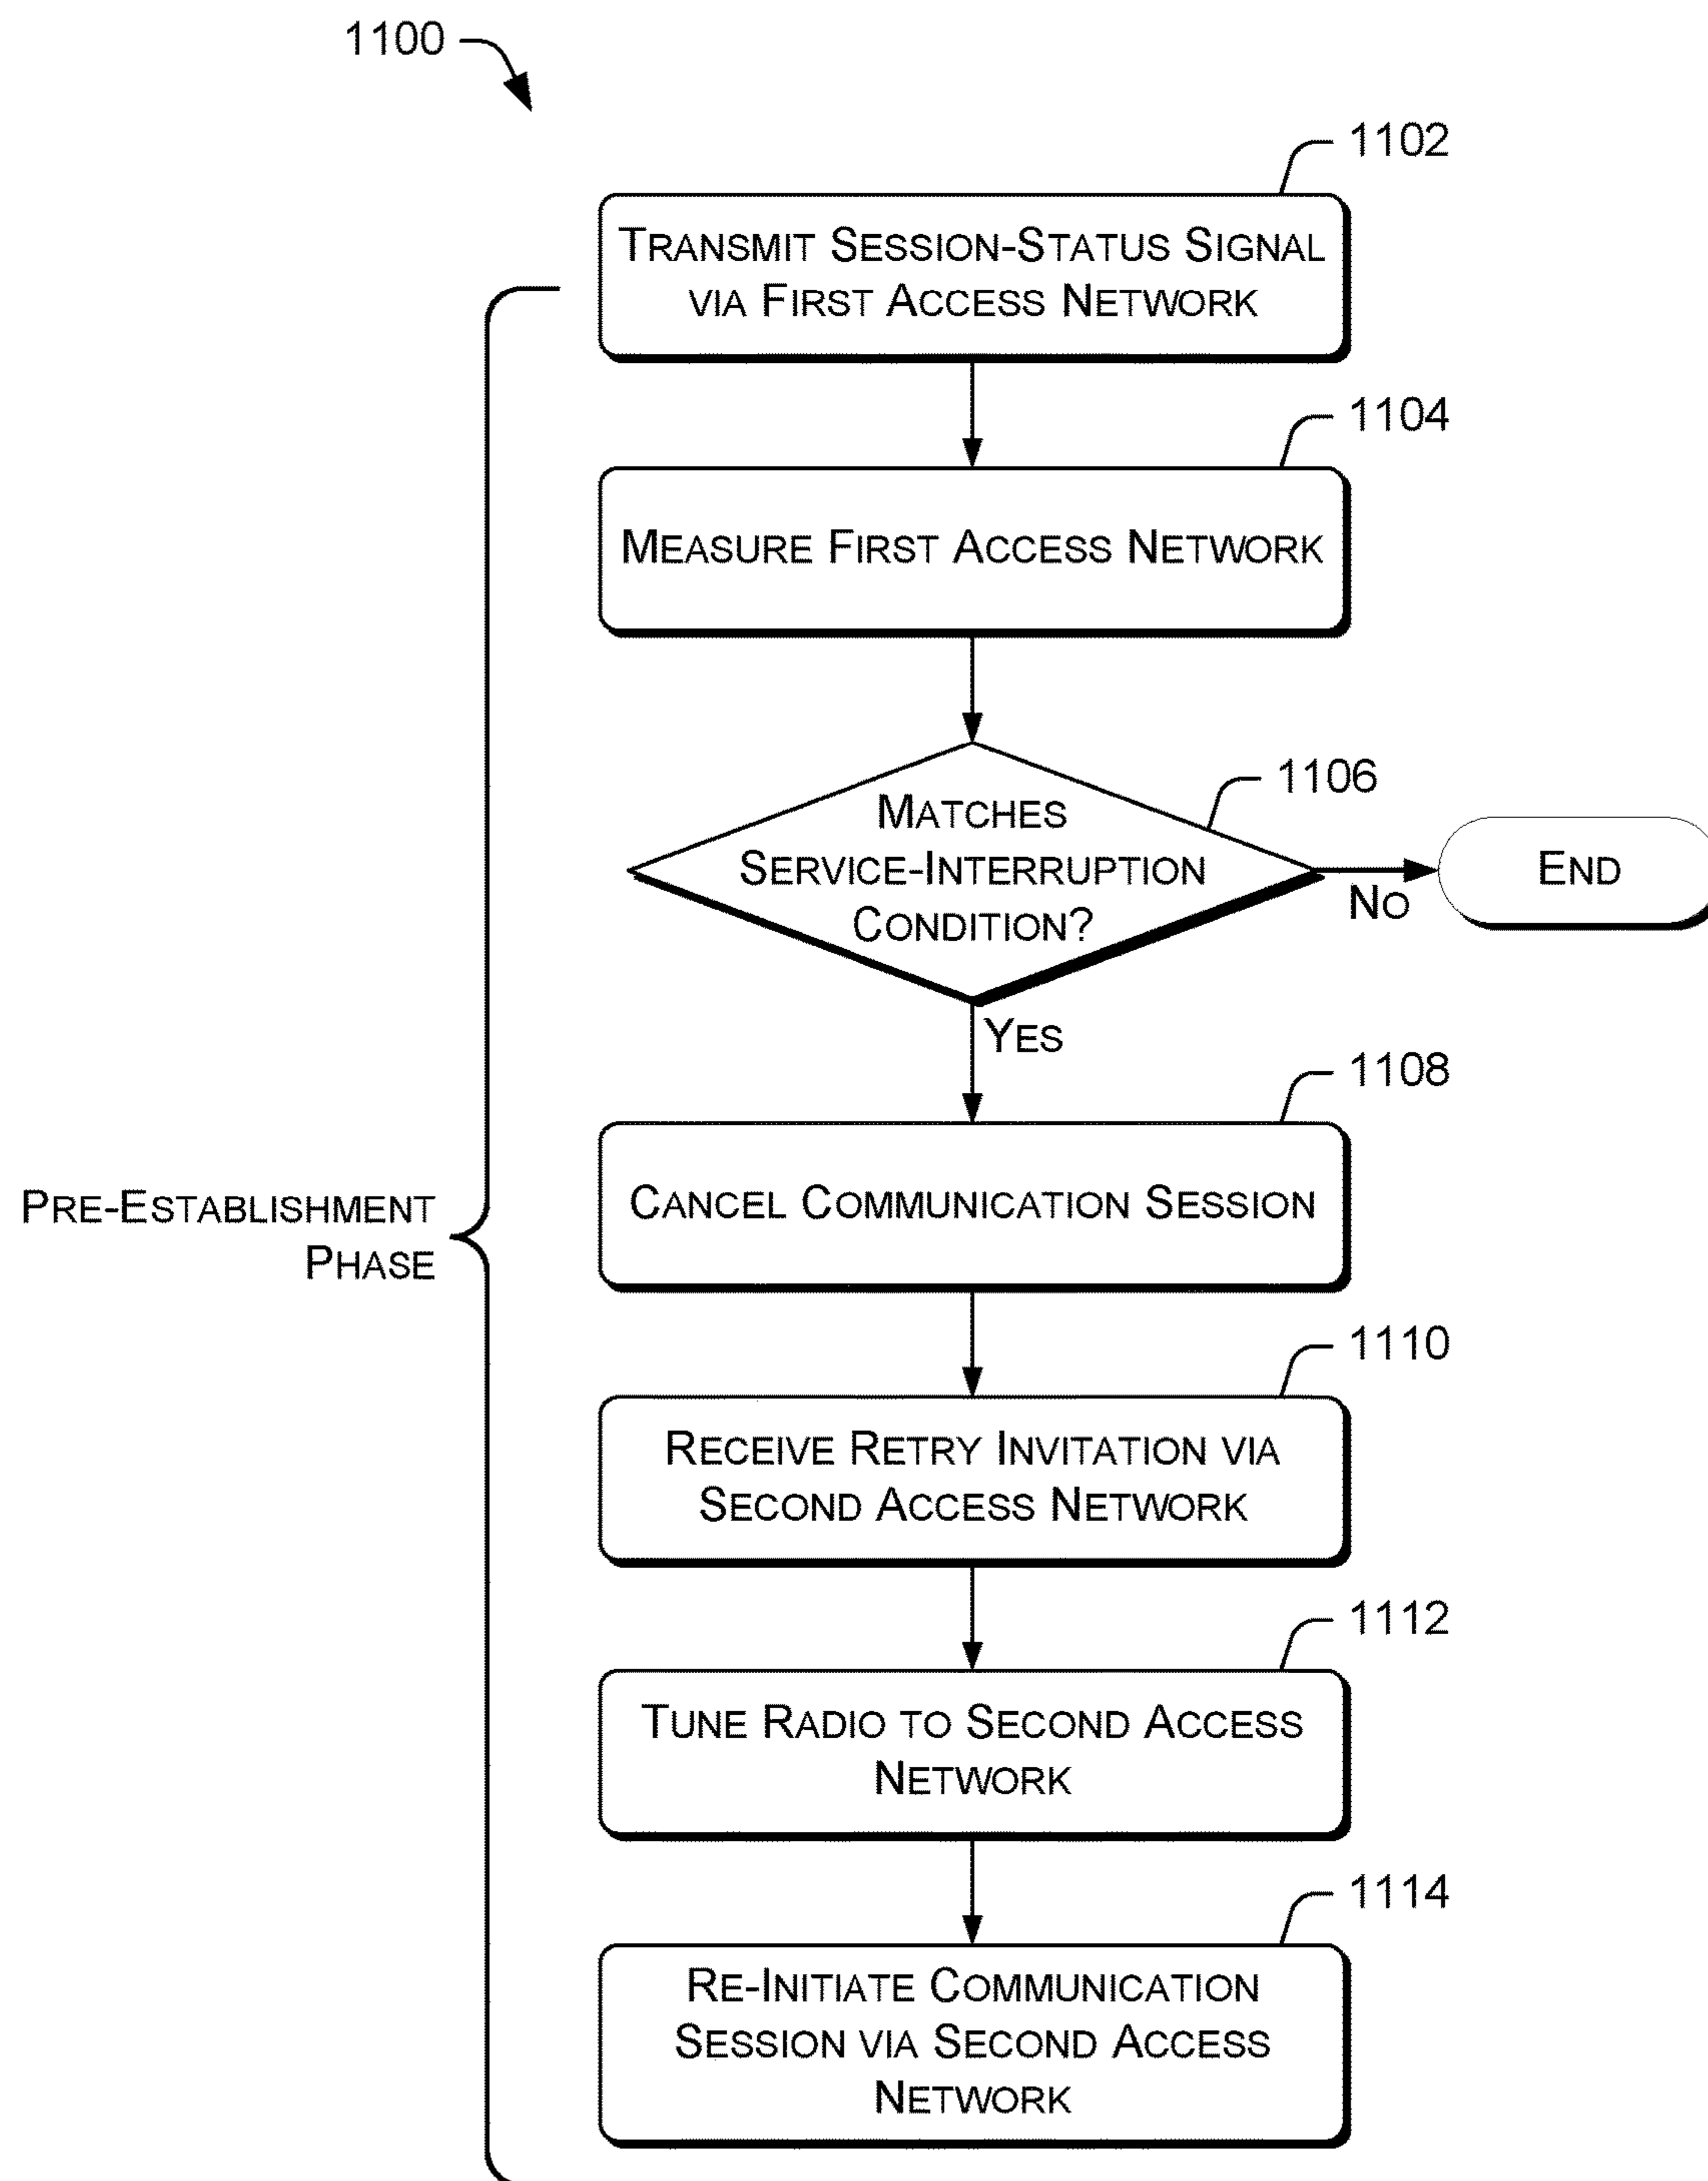 1100
1102
TRANSMIT SESSION-STATUS SIGNAL
VIA FIRST ACCESS NETWORK
1104
MEASURE FIRST ACCESS NETWORK
1106
MATCHES
SERVICE-INTERRUPTION
CONDITION?
NO
END
YES
1108
CANCEL COMMUNICATION SESSION
PRE-ESTABLISHMENT
PHASE
1110
RECEIVE RETRY INVITATION VIA
SECOND ACCESS NETWORK
1112
TUNE RADIO TO SECOND ACCESS
NETWORK
1114
RE-INITIATE COMMUNICATION
SESSION VIA SECOND ACCESS
NETWORK